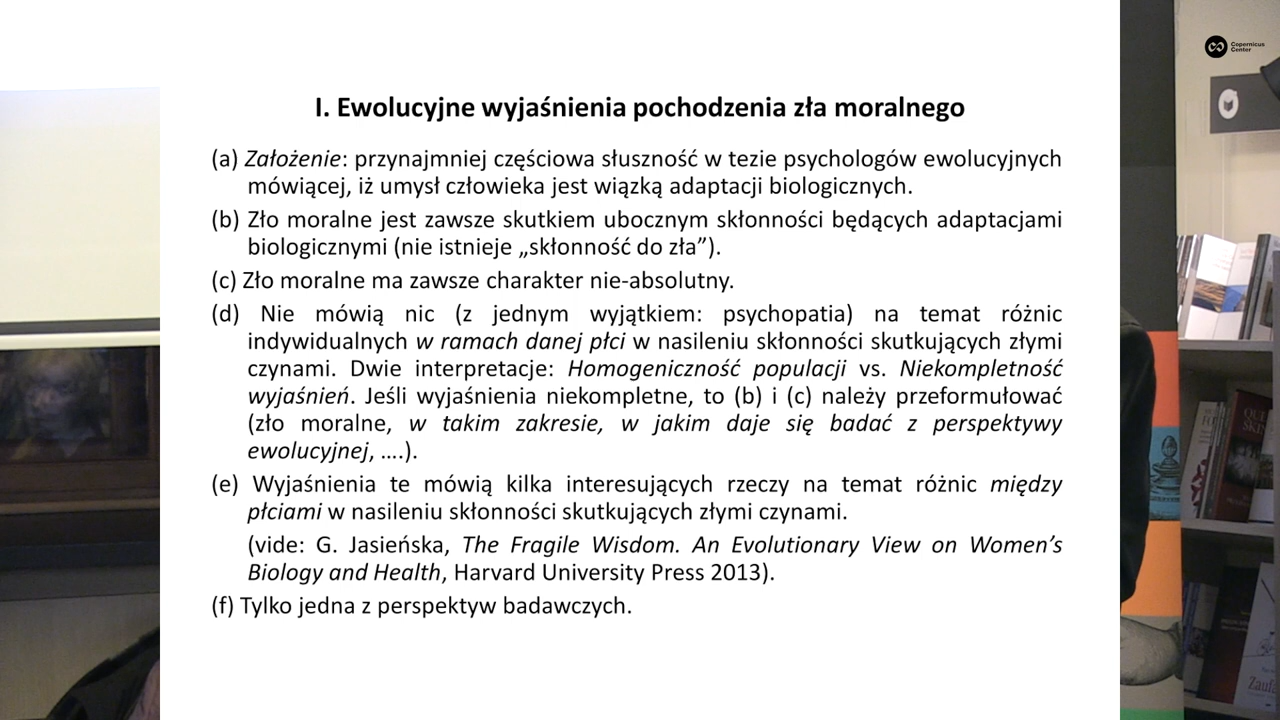 Copernicus
Center
I. Ewolucyjne wyjaśnienia pochodzenia zła moralnego
(a) Założenie: przynajmniej częściowa słuszność w tezie psychologów ewolucyjnych
mówiącej, iż umysł człowieka jest wiązką adaptacji biologicznych.
(b) Zło moralne jest zawsze skutkiem ubocznym skłonności będących adaptacjami
biologicznymi (nie istnieje „skłonność do zła”).
(c) Zło moralne ma zawsze charakter nie-absolutny.
(d) Nie mówią nic (z jednym wyjątkiem: psychopatia) na temat różnic
indywidualnych w ramach danej płci w nasileniu skłonności skutkujących złymi
czynami. Dwie interpretacje: Homogeniczność populacji vs. Niekompletność
wyjaśnień. Jeśli wyjaśnienia niekompletne, to (b) i (c) należy przeformułować
(zło moralne, w takim zakresie, w jakim daje się badać z perspektywy
ewolucyjnej, ....).
(e) Wyjaśnienia te mówią kilka interesujących rzeczy na temat różnic między
płciami w nasileniu skłonności skutkujących złymi czynami.
(vide: G. Jasieńska, The Fragile Wisdom. An Evolutionary View on Women’s
Biology and Health, Harvard University Press 2013).
(f) Tylko jedna z perspektyw badawczych.